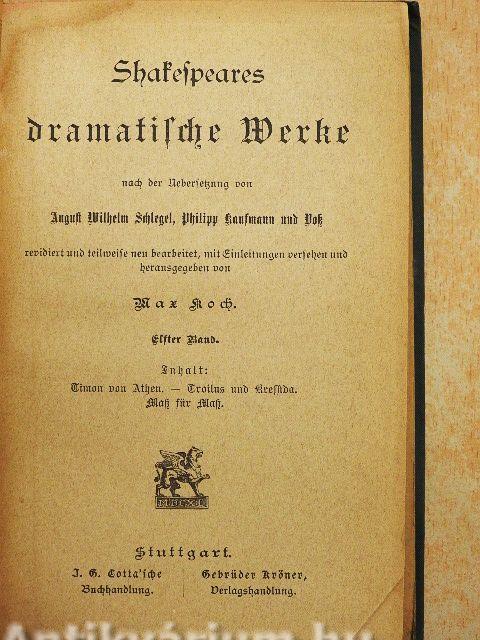 Shakeſpeares
dramatiſche Werke
nach der Ueberſetzung von
Auguſt Wilhelm Schlegel, Philipp Kaufmann und Voß
revidiert und teilweiſe neu bearbeitet, mit Einleitungen verſehen und
herausgegeben von
Max Koch.
Elfter Band.
Inhalt:
Timon von Athen. — Troilus und Kreſſida.
Maß für Maß.
Stuttgart.
J. G. Cotta'ſche Gebrüder Kröner,
Buchhandlung. Verlagshandlung.
Antikvárium.hu